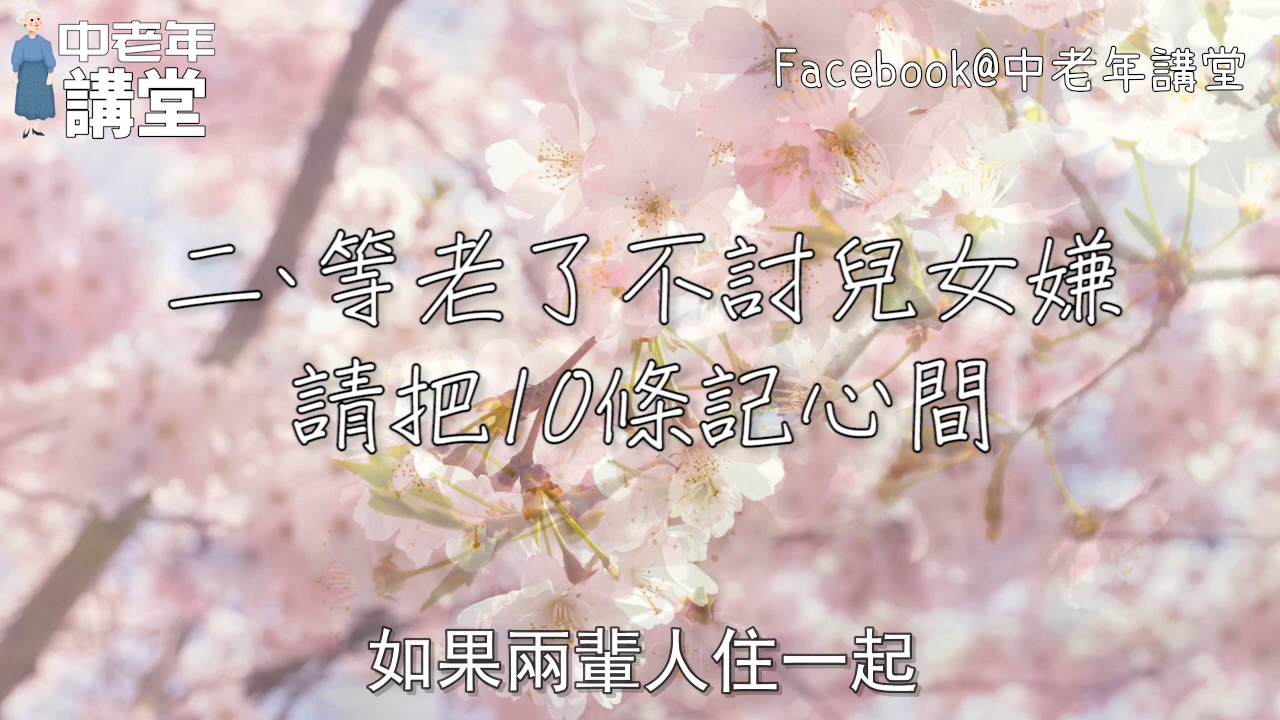 中老年
講堂
Facebook@中老年講堂
二、等老了不討兒女嫌
請把10條記心間
如果兩輩人住一起